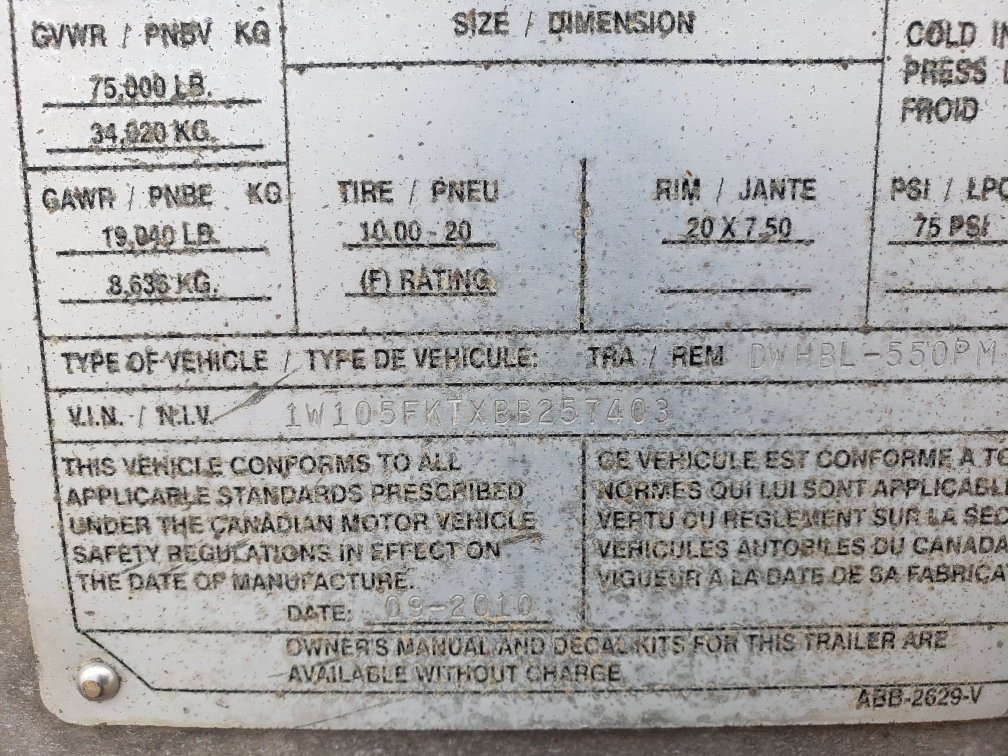 GVWR / PNBV KG
75,000 LB.
34,020 KG.
SIZE / DIMENSION
COLD IN
PRESS
FROID
GAWR / PNBE KG
19,040 LB.
8,636 KG.
TIRE / PNEU
10.00 - 20
(F) RATING
RIM / JANTE
20 X 7.50
PSI / LPC
75 PSI
TYPE OF VEHICLE / TYPE DE VEHICULE: TRA / REM DWHBL-550PM
V.I.N. / N.I.V. 1W105FKTXBB257403
THIS VEHICLE CONFORMS TO ALL
APPLICABLE STANDARDS PRESCRIBED
UNDER THE CANADIAN MOTOR VEHICLE
SAFETY REGULATIONS IN EFFECT ON
THE DATE OF MANUFACTURE.
DATE: 09-2010
CE VEHICULE EST CONFORME A TO
NORMES QUI LUI SONT APPLICABLE
VERTU DU REGLEMENT SUR LA SEC
VEHICULES AUTOBILES DU CANADA
VIGUEUR A LA DATE DE SA FABRICAT
OWNER'S MANUAL AND DECAL KITS FOR THIS TRAILER ARE
AVAILABLE WITHOUT CHARGE
ABB-2629-V